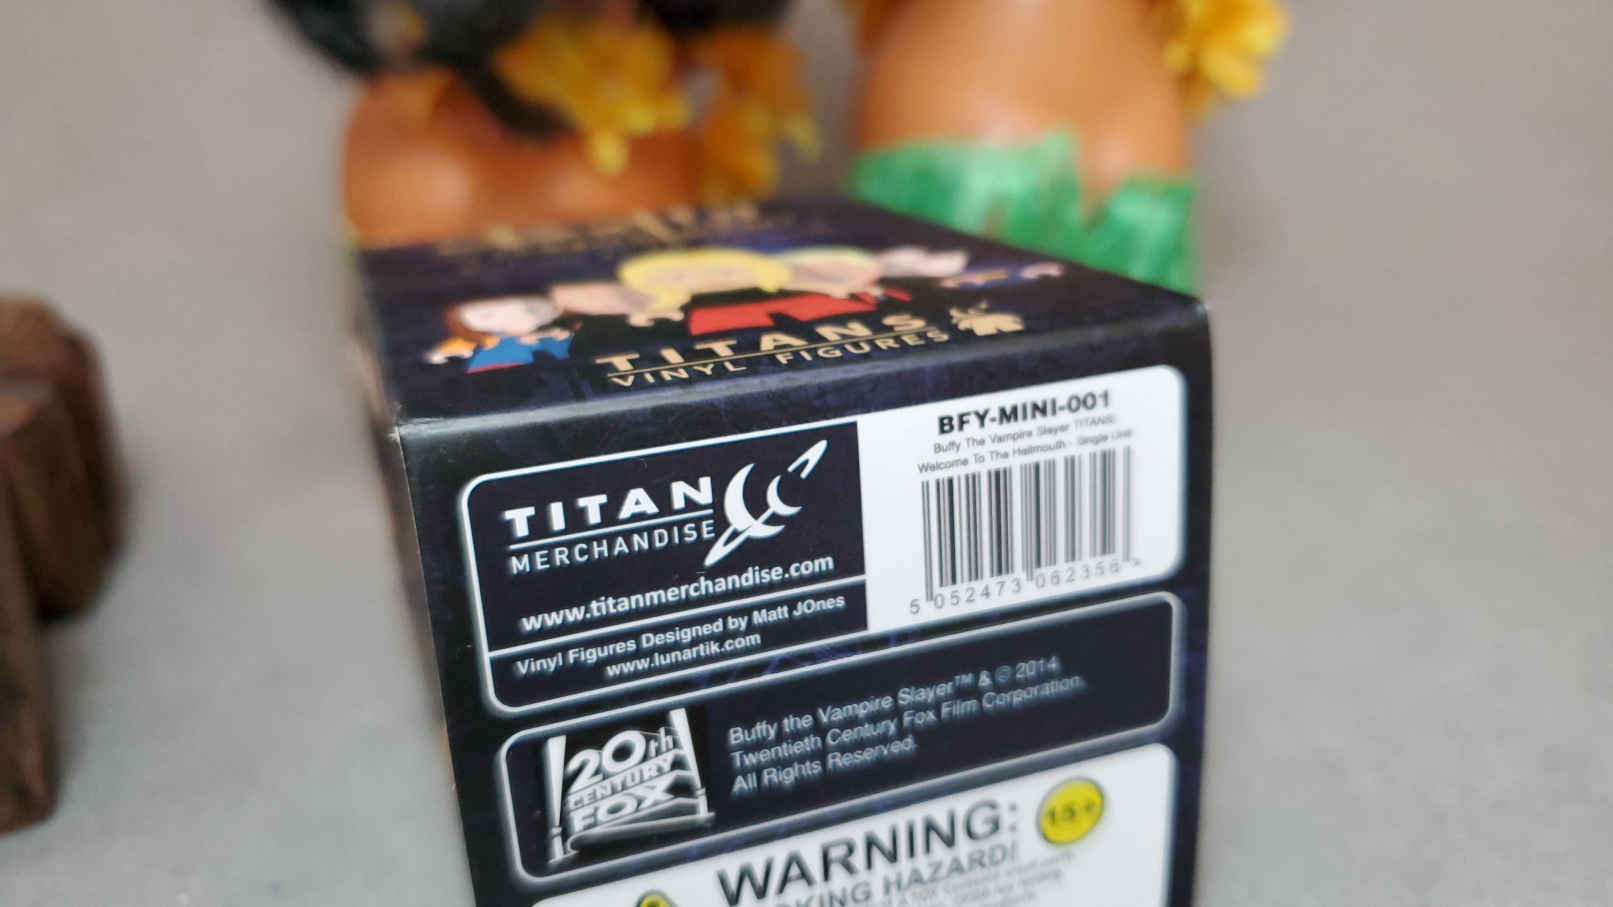 TITANS
VINYL FIGURES
TITAN
MERCHANDISE
www.titanmerchandise.com
Vinyl Figures Designed by Matt JOnes
www.lunartik.com
BFY-MINI-001
Buffy The Vampire Slayer TITANS:
Welcome To The Hellmouth - Single Unit
5 052473 062356 >
20th
CENTURY
FOX
Buffy the Vampire Slayer™ & © 2014
Twentieth Century Fox Film Corporation.
All Rights Reserved.
WARNING:
15+
HAZARD!